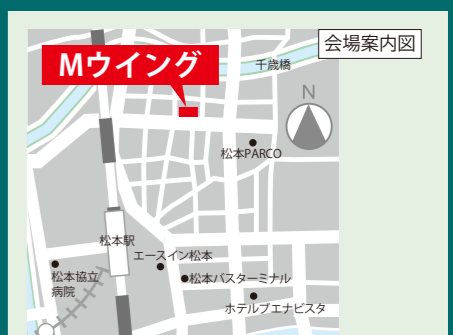 会場案内図
Mウイング
千歳橋
N
松本PARCO
松本駅
エースイン松本
松本協立
病院
松本バスターミナル
ホテルブエナビスタ